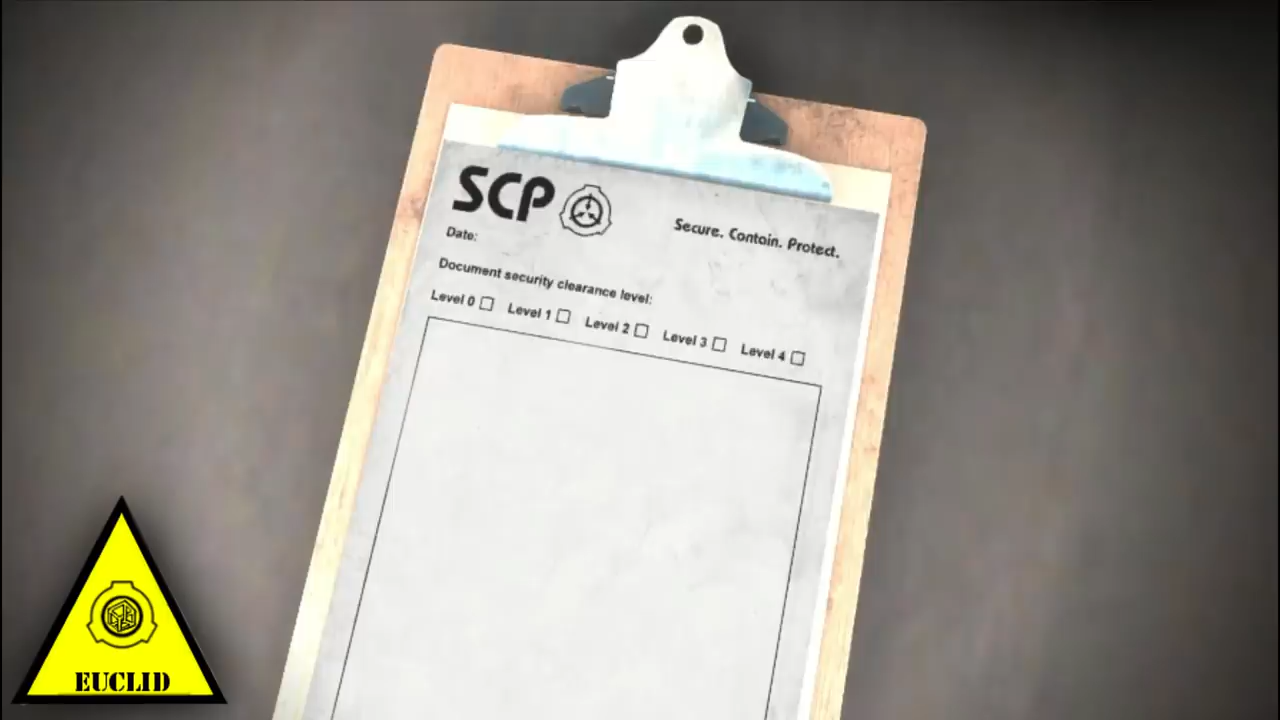 SCP
Secure. Contain. Protect.
Date:
Document security clearance level:
Level 0 Level 1 Level 2 Level 3 Level 4
EUCLID